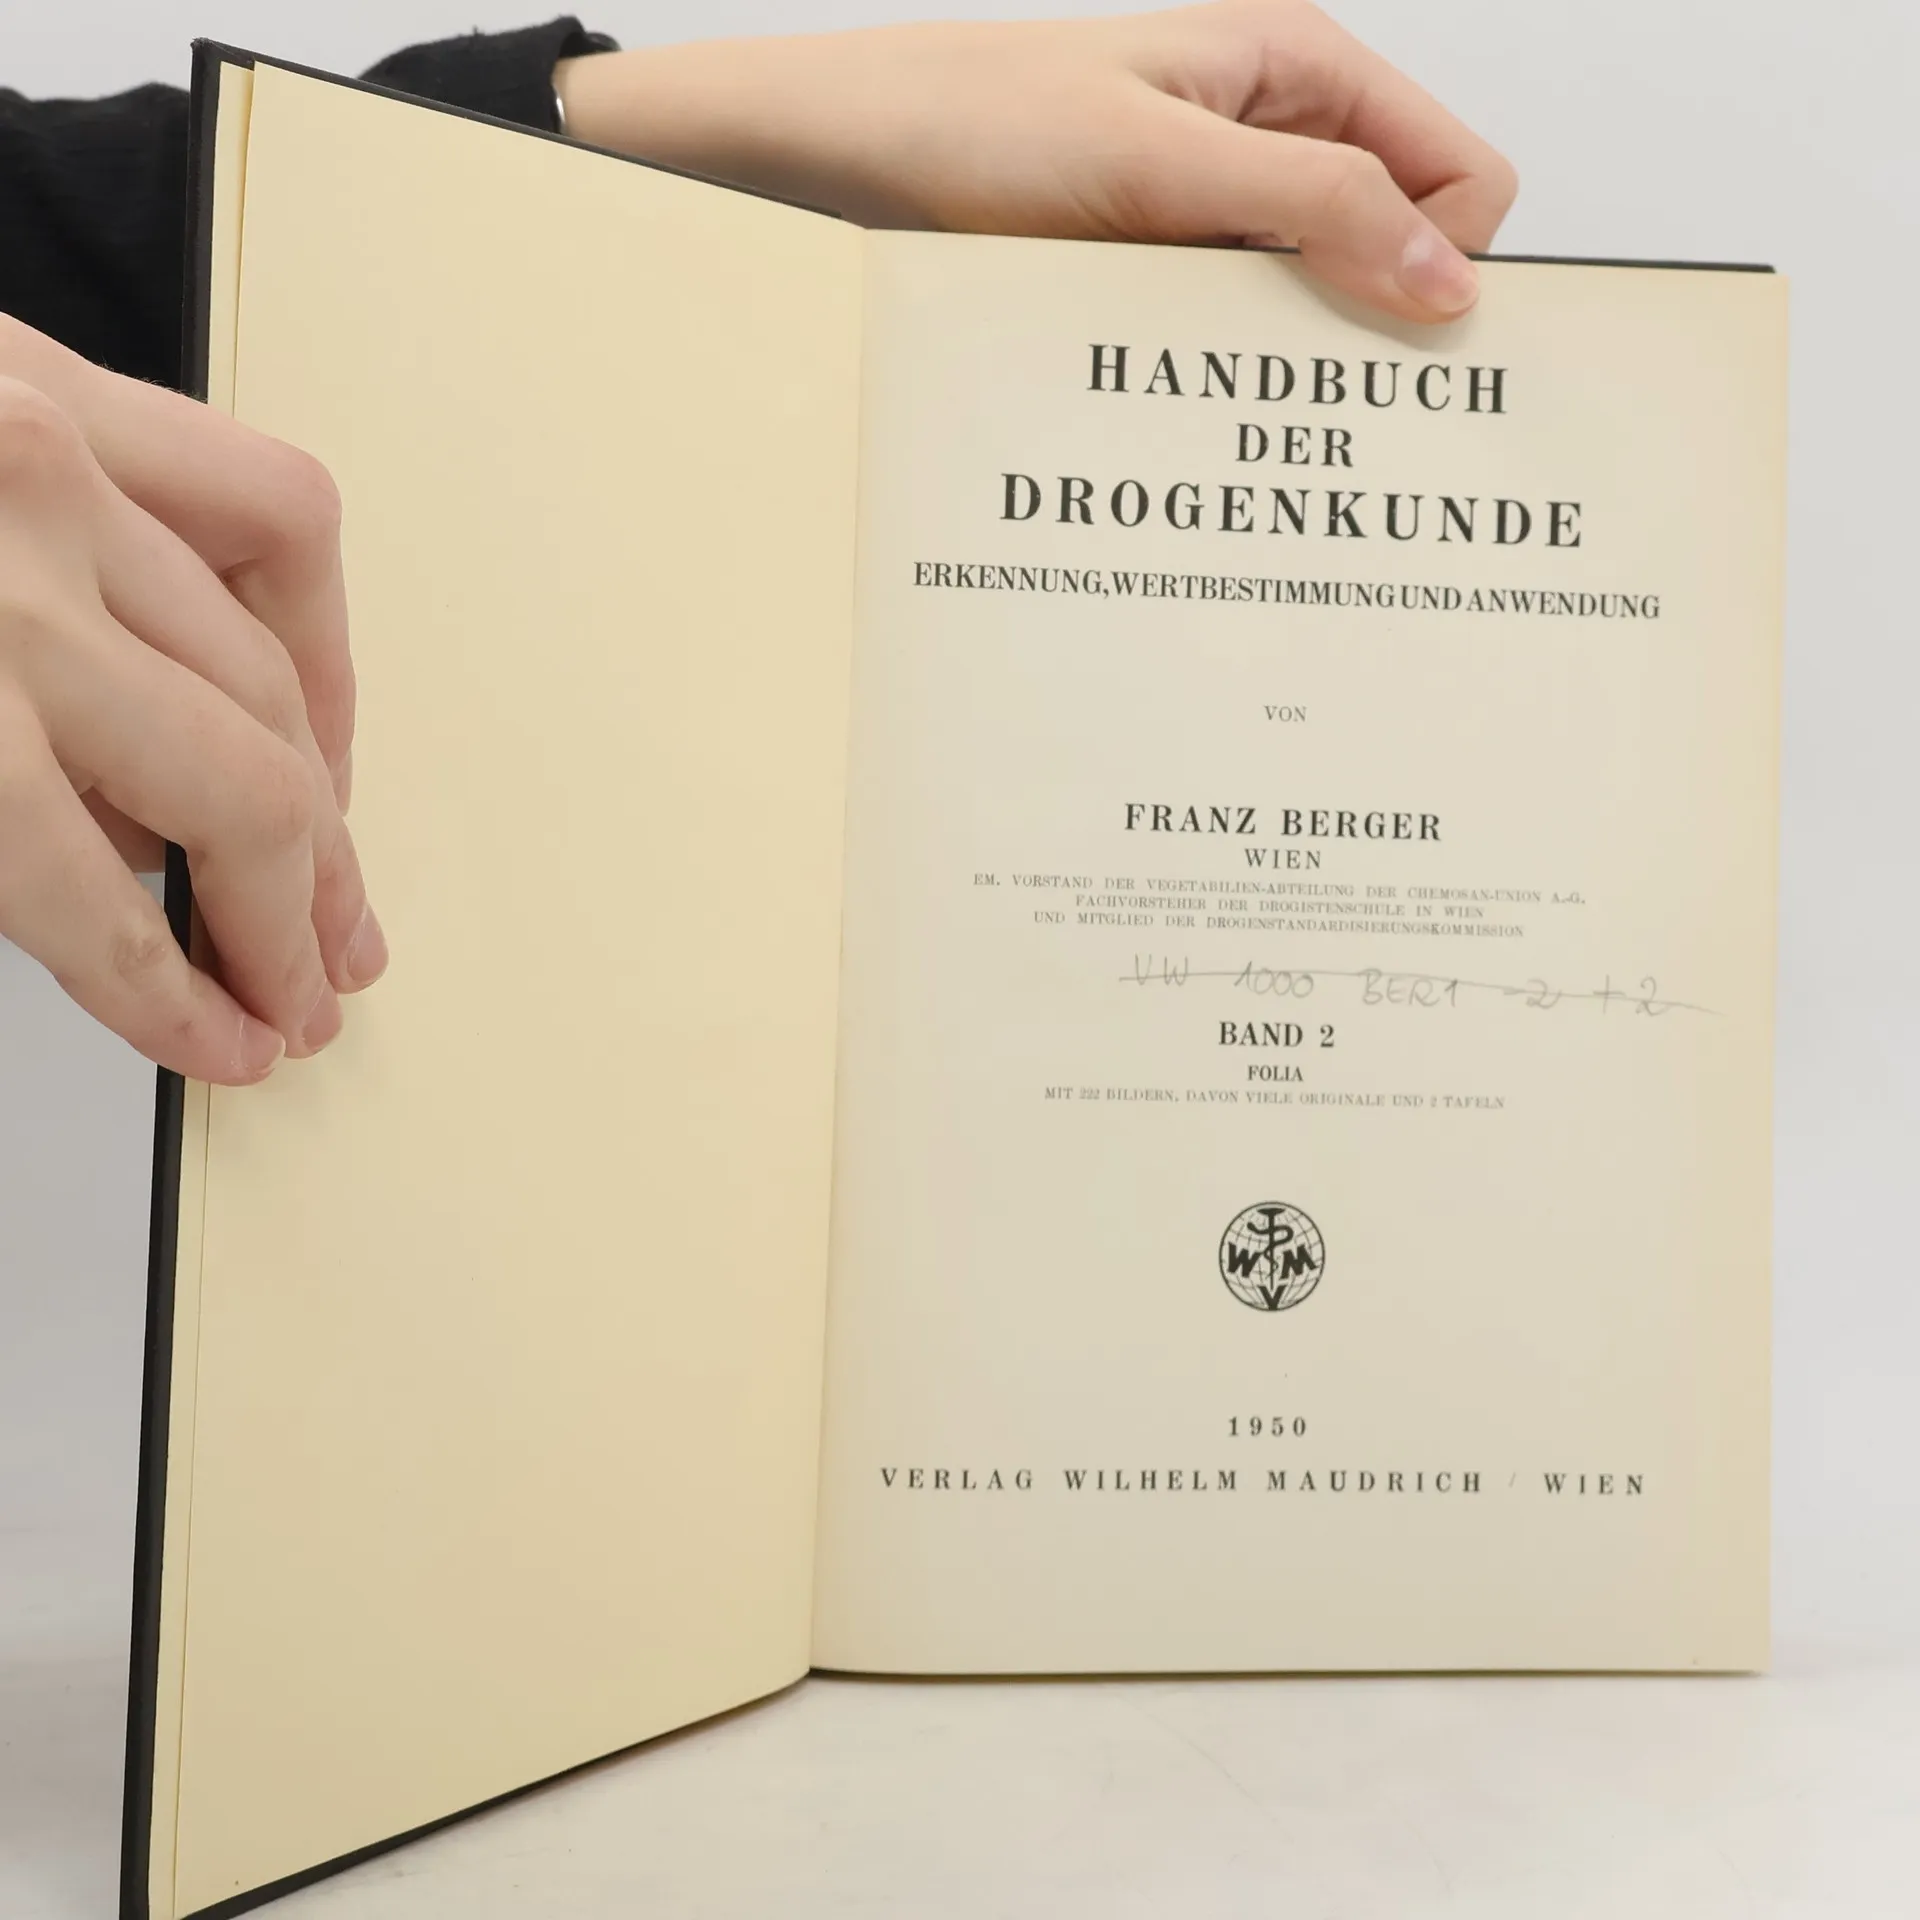 HANDBUCH
DER
DROGENKUNDE
ERKENNUNG, WERTBESTIMMUNG UND ANWENDUNG
VON
FRANZ BERGER
WIEN
EM. VORSTAND DER VEGETABILIEN-ABTEILUNG DER CHEMOSAN-UNION A.-G.
FACHVORSTEHER DER DROGISTENSCHULE IN WIEN
UND MITGLIED DER DROGENSTANDARDISIERUNGSKOMMISSION
VW 1000 BER1 -2 +2
BAND 2
FOLIA
MIT 222 BILDERN, DAVON VIELE ORIGINALE UND 2 TAFELN
W M
V
1950
VERLAG WILHELM MAUDRICH / WIEN